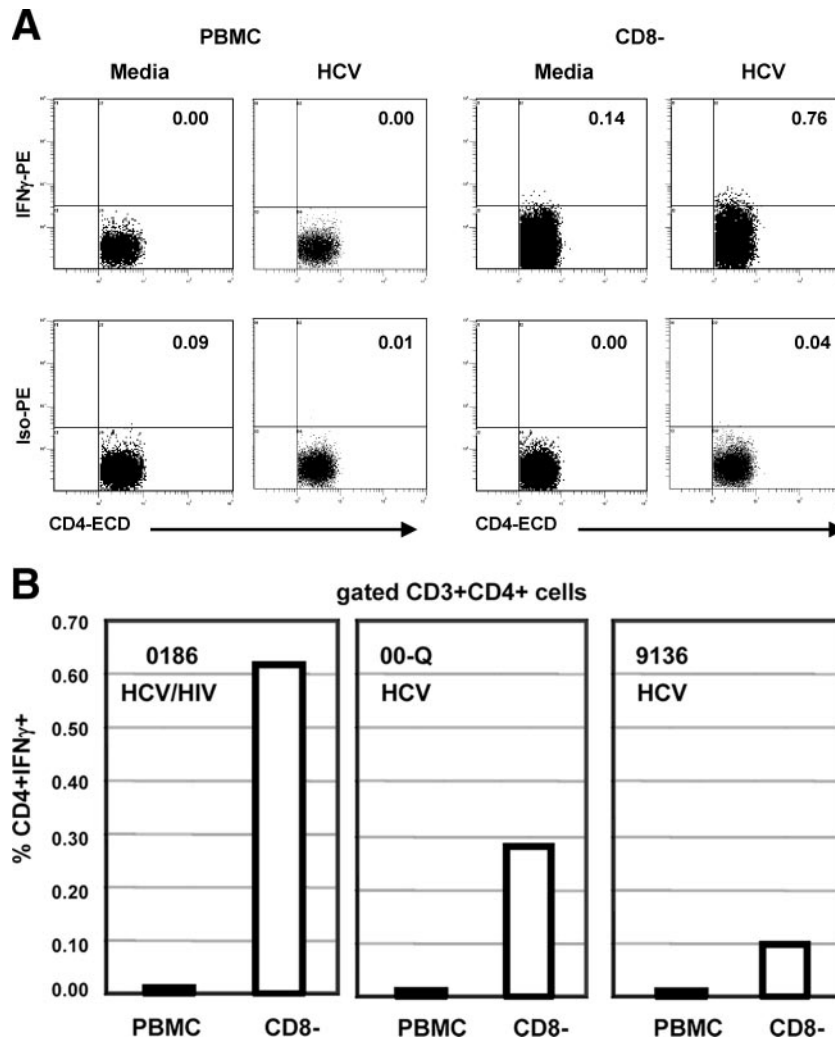 A
PBMC CD8-
Media HCV Media HCV
IFNγ-PE
0.00 0.00 0.14 0.76
Iso-PE
0.09 0.01 0.00 0.04
CD4-ECD CD4-ECD
B
gated CD3+CD4+ cells
% CD4+IFNγ+
0.70
0.60
0.50
0.40
0.30
0.20
0.10
0.00
0186 00-Q 9136
HCV/HIV HCV HCV
PBMC CD8- PBMC CD8- PBMC CD8-